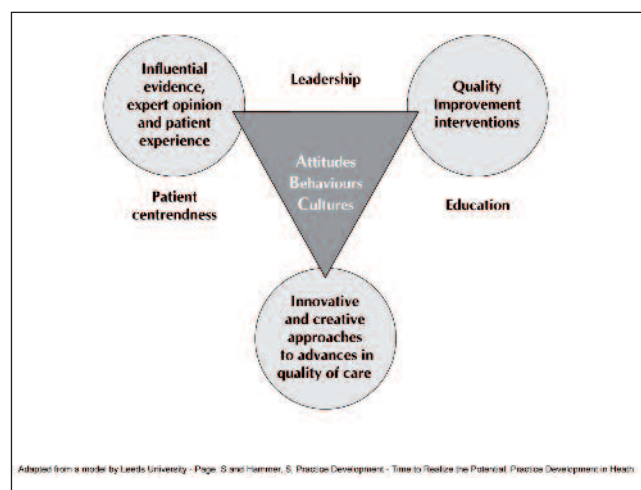 Influential
evidence,
expert opinion
and patient
experience
Leadership
Quality
Improvement
interventions
Attitudes
Behaviours
Cultures
Patient
centrendness
Education
Innovative
and creative
approaches
to advances in
quality of care
Adapted from a model by Leeds University - Page, S and Hammer, S, Practice Development - Time to Realize the Potential, Practice Development in Heath